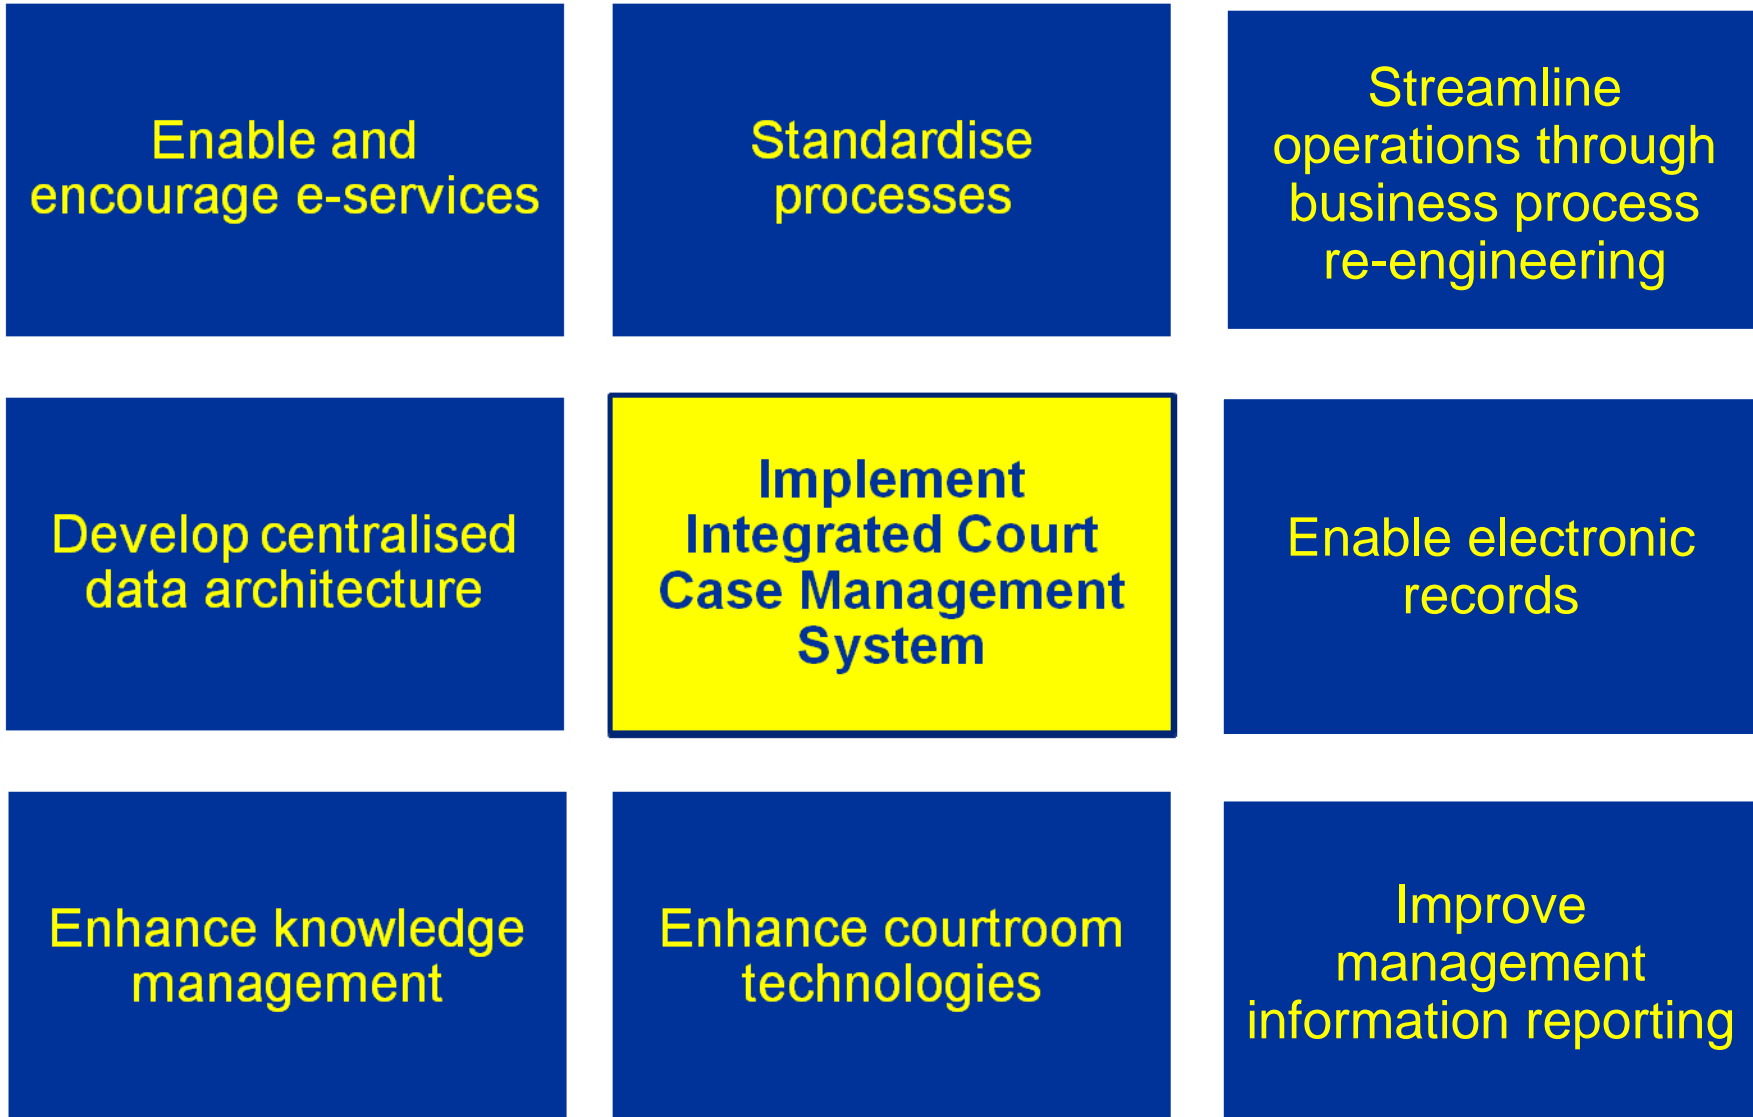 Enable and
encourage e-services
Standardise
processes
Streamline
operations through
business process
re-engineering
Develop centralised
data architecture
Implement
Integrated Court
Case Management
System
Enable electronic
records
Enhance knowledge
management
Enhance courtroom
technologies
Improve
management
information reporting